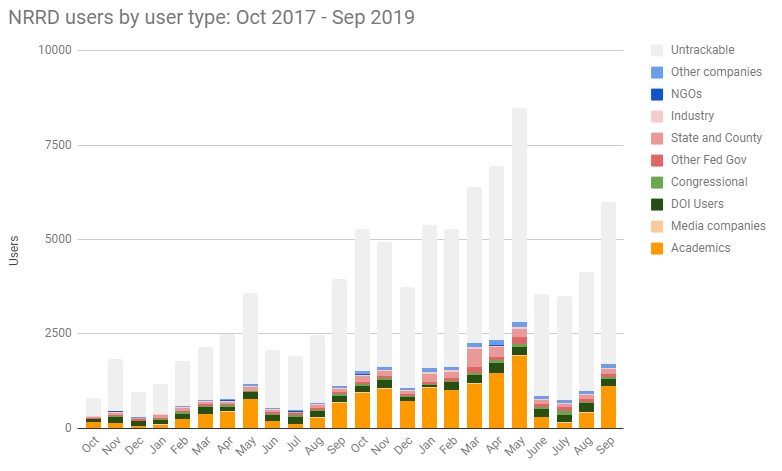 NRRD users by user type: Oct 2017 - Sep 2019
10000
7500
5000
2500
0
Users
Oct
Nov
Dec
Jan
Feb
Mar
Apr
May
Jun
Jul
Aug
Sep
Oct
Nov
Dec
Jan
Feb
Mar
Apr
May
June
July
Aug
Sep
Untrackable
Other companies
NGOs
Industry
State and County
Other Fed Gov
Congressional
DOI Users
Media companies
Academics